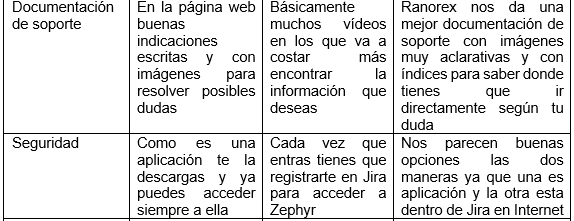 Documentación
de soporte
En la página web
buenas
indicaciones
escritas y con
imágenes para
resolver posibles
dudas
Básicamente
muchos vídeos
en los que va a
costar más
encontrar la
información que
deseas
Ranorex nos da una
mejor documentación de
soporte con imágenes
muy aclarativas y con
índices para saber donde
tienes que ir
directamente según tu
duda
Seguridad
Como es una
aplicación te la
descargas y ya
puedes acceder
siempre a ella
Cada vez que
entras tienes que
registrarte en Jira
para acceder a
Zephyr
Nos parecen buenas
opciones las dos
maneras ya que una es
aplicación y la otra esta
dentro de Jira en Internet